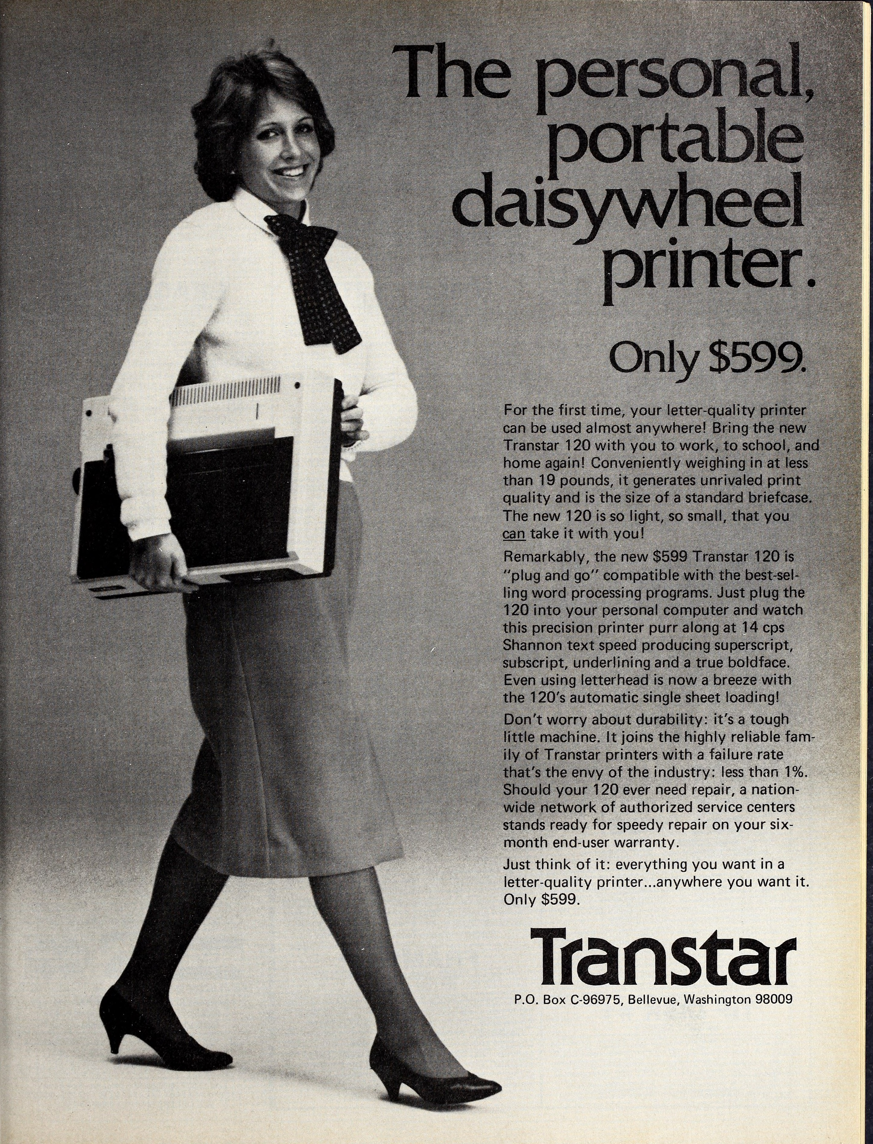 The personal,
portable
daisywheel
printer.
Only $599.
For the first time, your letter-quality printer
can be used almost anywhere! Bring the new
Transtar 120 with you to work, to school, and
home again! Conveniently weighing in at less
than 19 pounds, it generates unrivaled print
quality and is the size of a standard briefcase.
The new 120 is so light, so small, that you
can take it with you!
Remarkably, the new $599 Transtar 120 is
“plug and go” compatible with the best-sel-
ling word processing programs. Just plug the
120 into your personal computer and watch
this precision printer purr along at 14 cps
Shannon text speed producing superscript,
subscript, underlining and a true boldface.
Even using letterhead is now a breeze with
the 120's automatic single sheet loading!
Don't worry about durability: it's a tough
little machine. It joins the highly reliable fam-
ily of Transtar printers with a failure rate
that's the envy of the industry: less than 1%.
Should your 120 ever need repair, a nation-
wide network of authorized service centers
stands ready for speedy repair on your six-
month end-user warranty.
Just think of it: everything you want in a
letter-quality printer...anywhere you want it.
Only $599.
Transtar
P.O. Box C-96975, Bellevue, Washington 98009